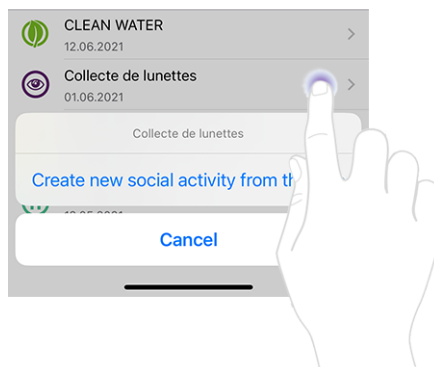 CLEAN WATER
12.06.2021
Collecte de lunettes
01.06.2021
Collecte de lunettes
Create new social activity from
Cancel